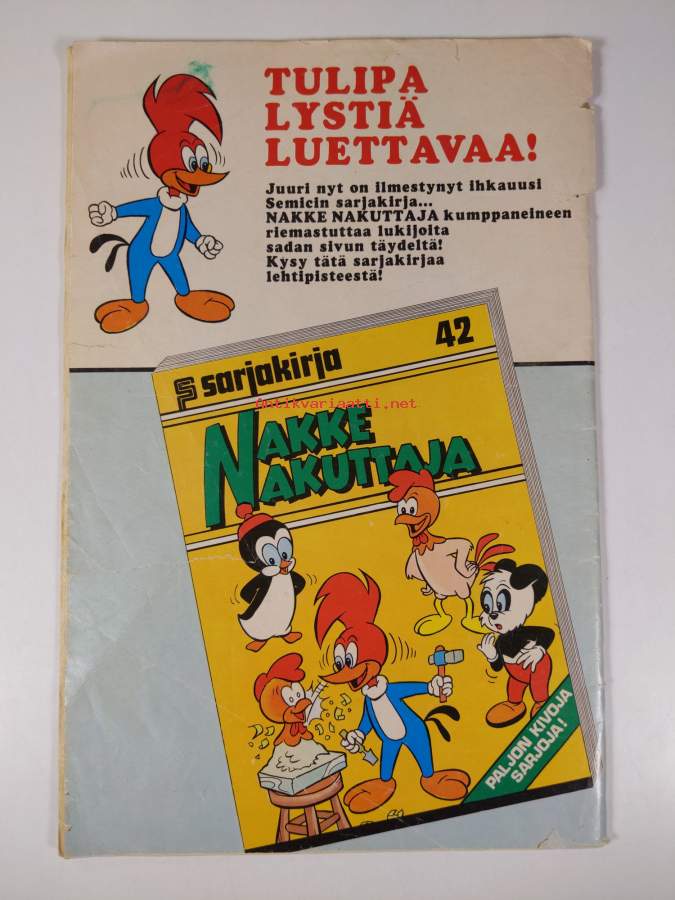 TULIPA
LYSTIÄ
LUETTAVAA!
Juuri nyt on ilmestynyt ihkauusi
Semicin sarjakirja...
NAKKE NAKUTTAJA kumppaneineen
riemastuttaa lukijoita
sadan sivun täydeltä!
Kysy tätä sarjakirjaa
lehtipisteestä!
sarjakirja
42
Antikvariaatti.net
NAKKE
NAKUTTAJA
PALJON KIVOJA
SARJOJA!